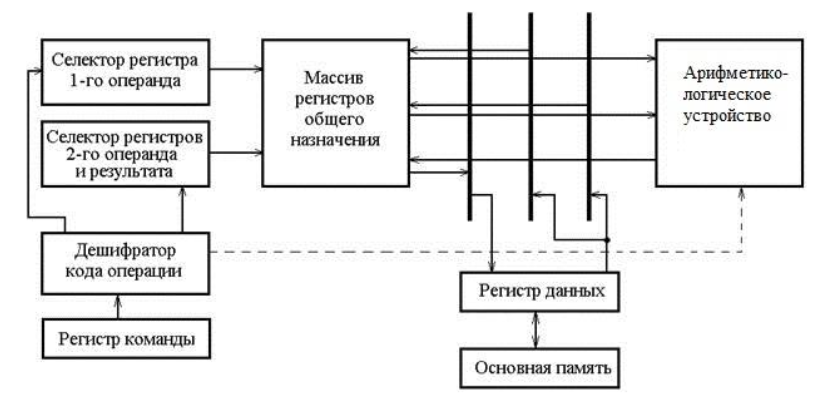 Селектор регистра
1-го операнда
Массив
регистров
общего
назначения
Арифметико-
логическое
устройство
Селектор регистров
2-го операнда
и результата
Дешифратор
кода операции
Регистр данных
Регистр команды
Основная память